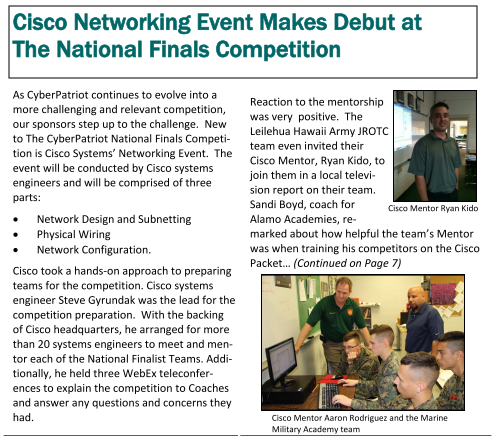 Cisco Networking Event Makes Debut at
The National Finals Competition
As CyberPatriot continues to evolve into a
more challenging and relevant competition,
our sponsors step up to the challenge.  New
to The CyberPatriot National Finals Competi-
tion is Cisco Systems’ Networking Event.  The
event will be conducted by Cisco systems
engineers and will be comprised of three
parts:
•	Network Design and Subnetting
•	Physical Wiring
•	Network Configuration.
Cisco took a hands-on approach to preparing
teams for the competition. Cisco systems
engineer Steve Gyrundak was the lead for the
competition preparation.  With the backing
of Cisco headquarters, he arranged for more
than 20 systems engineers to meet and men-
tor each of the National Finalist Teams. Addi-
tionally, he held three WebEx teleconfer-
ences to explain the competition to Coaches
and answer any questions and concerns they
had.
Reaction to the mentorship
was very  positive.  The
Leilehua Hawaii Army JROTC
team even invited their
Cisco Mentor, Ryan Kido, to
join them in a local televi-
sion report on their team.
Sandi Boyd, coach for
Alamo Academies, re-
marked about how helpful the team’s Mentor
was when training his competitors on the Cisco
Packet… (Continued on Page 7)
Cisco Mentor Ryan Kido
Cisco Mentor Aaron Rodriguez and the Marine
Military Academy team